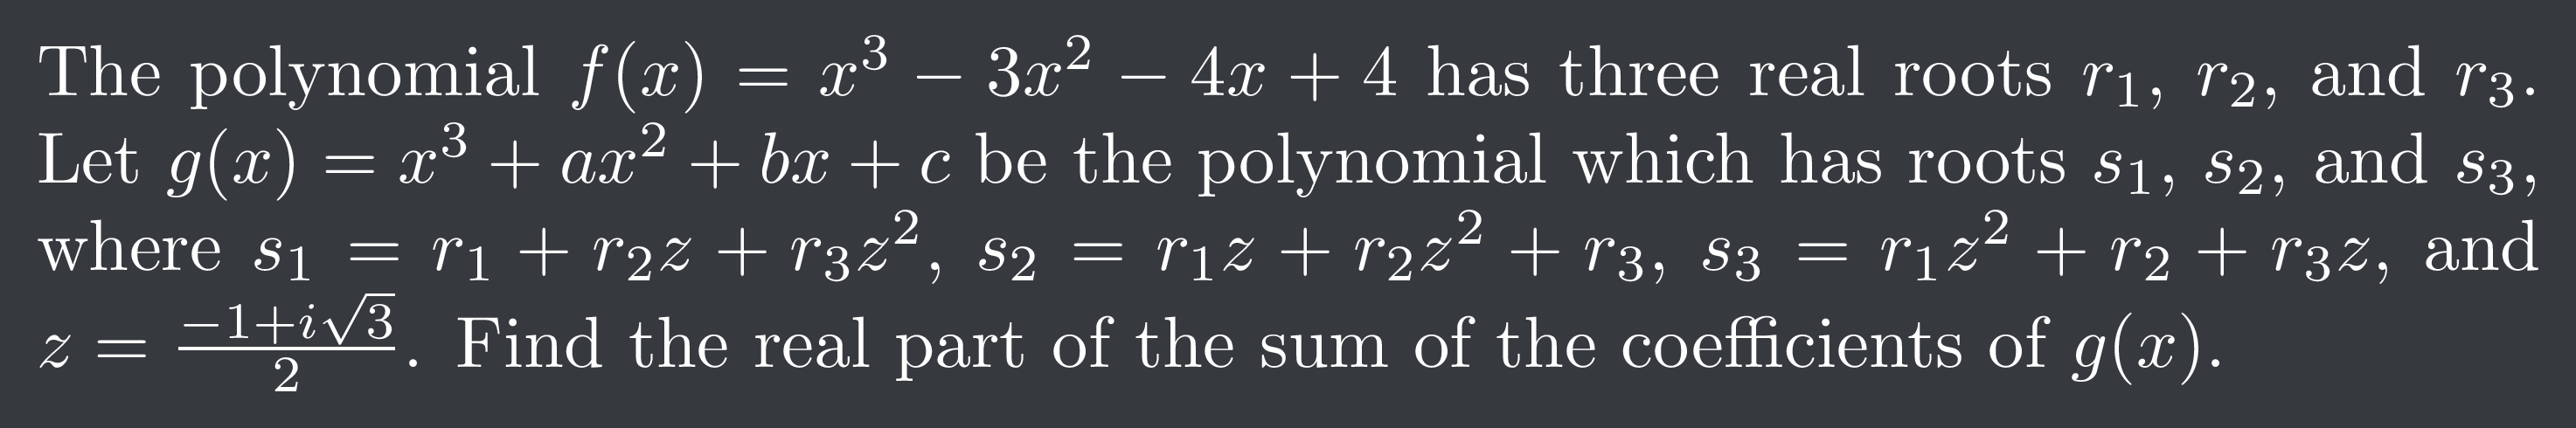 The polynomial f(x) = x³ − 3x² − 4x + 4 has three real roots r₁, r₂, and r₃.
Let g(x) = x³ + ax² + bx + c be the polynomial which has roots s₁, s₂, and s₃,
where s₁ = r₁ + r₂z + r₃z², s₂ = r₁z + r₂z² + r₃, s₃ = r₁z² + r₂ + r₃z, and
z = (−1+i√3)/2. Find the real part of the sum of the coefficients of g(x).